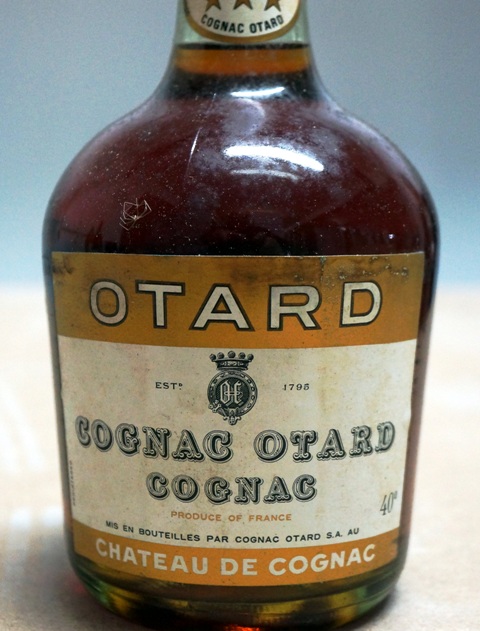 COGNAC OTARD
OTARD
ESTD 1795
COGNAC OTARD
COGNAC
PRODUCE OF FRANCE
40°
MIS EN BOUTEILLES PAR COGNAC OTARD S.A. AU
CHATEAU DE COGNAC